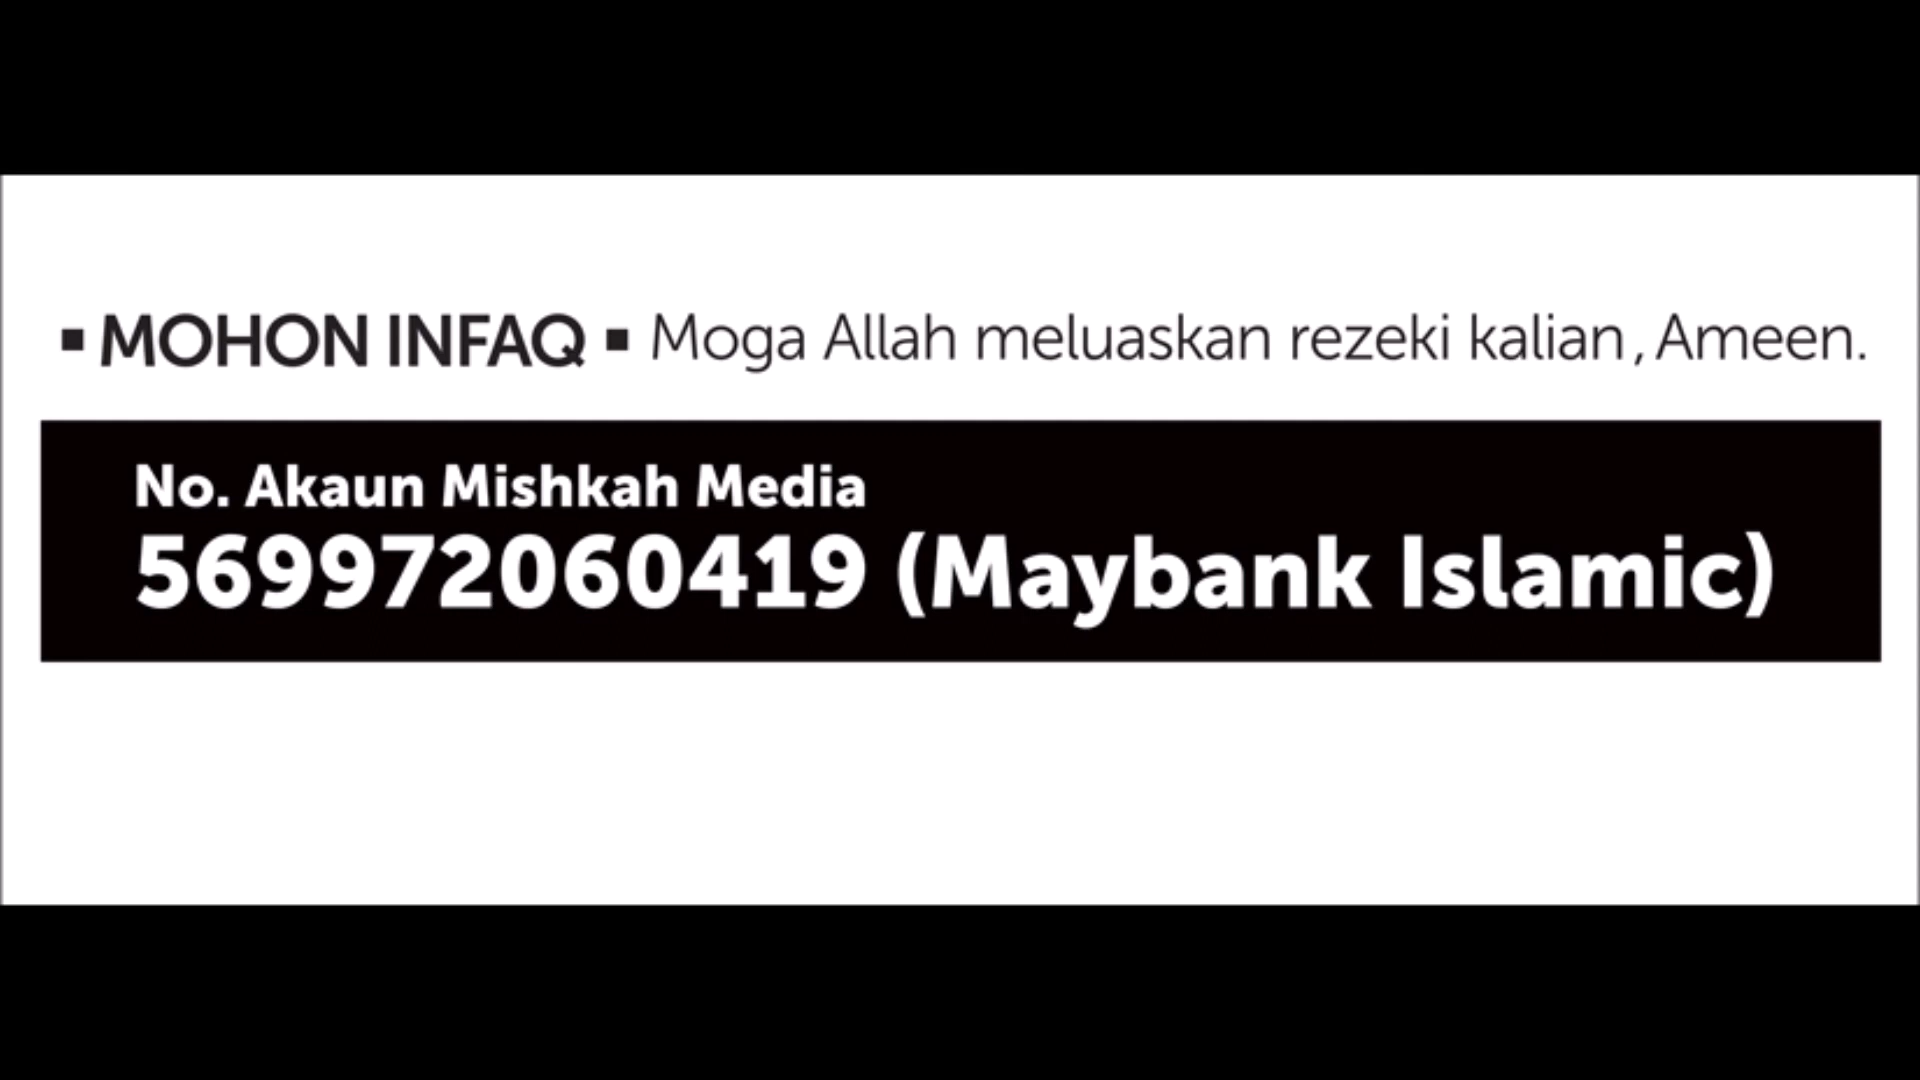 ▪ MOHON INFAQ ▪ Moga Allah meluaskan rezeki kalian, Ameen.
No. Akaun Mishkah Media
569972060419 (Maybank Islamic)